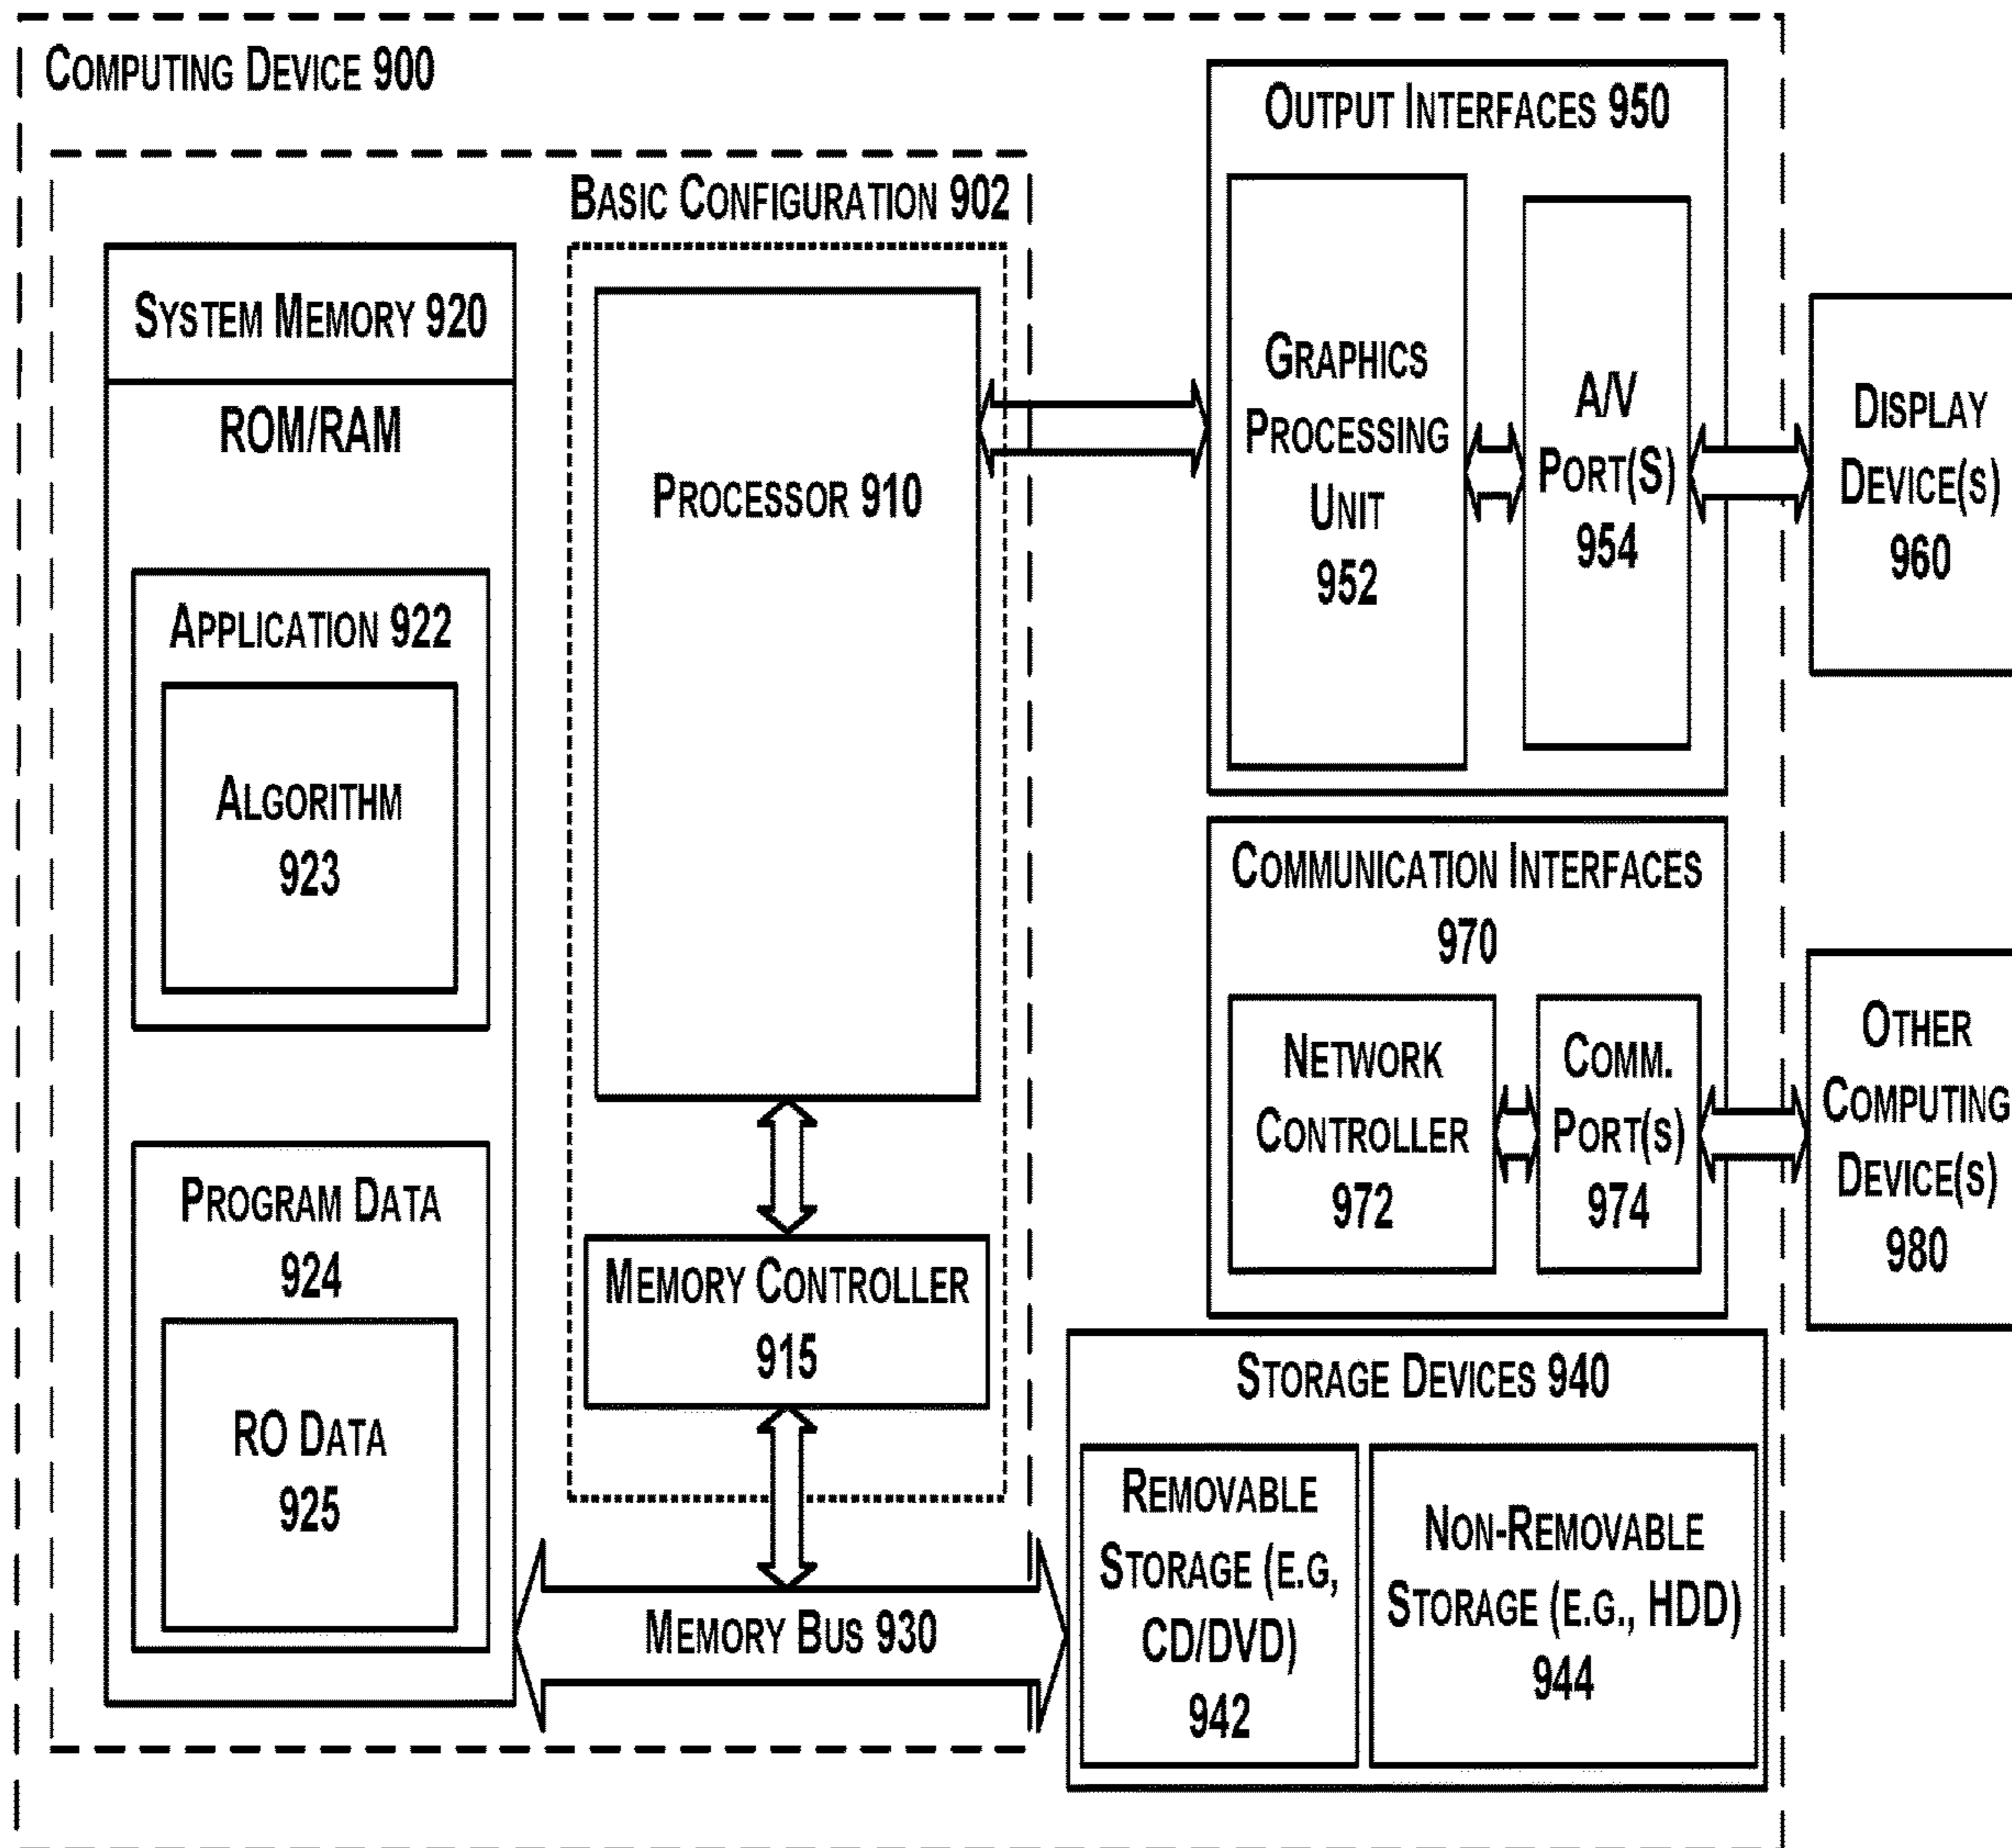 COMPUTING DEVICE 900
BASIC CONFIGURATION 902
SYSTEM MEMORY 920
ROM/RAM
APPLICATION 922
ALGORITHM
923
PROGRAM DATA
924
RO DATA
925
PROCESSOR 910
MEMORY CONTROLLER
915
MEMORY BUS 930
OUTPUT INTERFACES 950
GRAPHICS
PROCESSING
UNIT
952
A/V
PORT(S)
954
DISPLAY
DEVICE(S)
960
COMMUNICATION INTERFACES
970
NETWORK
CONTROLLER
972
COMM.
PORT(S)
974
OTHER
COMPUTING
DEVICE(S)
980
STORAGE DEVICES 940
REMOVABLE
STORAGE (E.G,
CD/DVD)
942
NON-REMOVABLE
STORAGE (E.G., HDD)
944